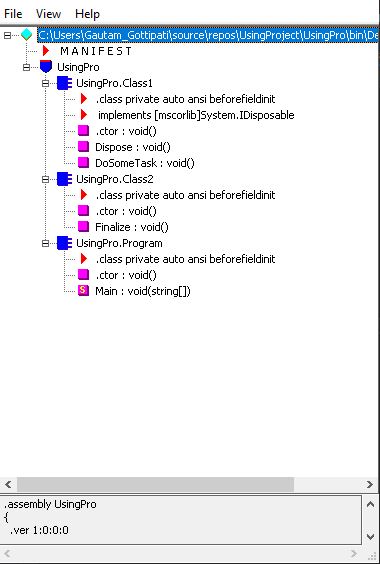 File View Help
C:\Users\Gautam_Gottipati\source\repos\UsingProject\UsingPro\bin\De
MANIFEST
UsingPro
UsingPro.Class1
.class private auto ansi beforefieldinit
implements [mscorlib]System.IDisposable
.ctor : void()
Dispose : void()
DoSomeTask : void()
UsingPro.Class2
.class private auto ansi beforefieldinit
.ctor : void()
Finalize : void()
UsingPro.Program
.class private auto ansi beforefieldinit
.ctor : void()
S Main : void(string[])
.assembly UsingPro
{
.ver 1:0:0:0